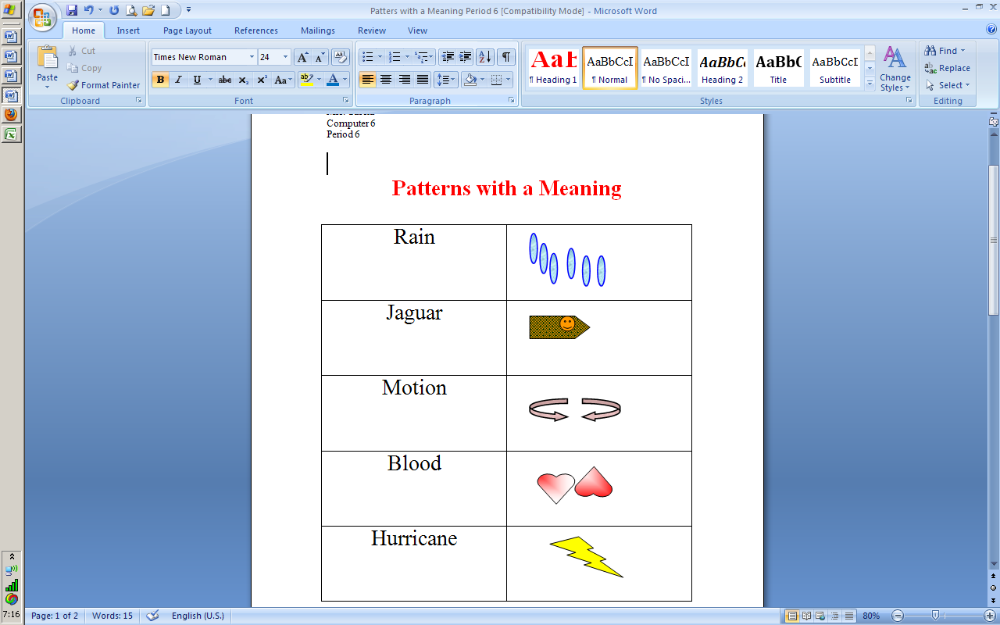 Patters with a Meaning Period 6 [Compatibility Mode] - Microsoft Word
Home Insert Page Layout References Mailings Review View
Paste
Cut
Copy
Format Painter
Clipboard
Times New Roman 24
B I U abc X₂ X² Aa
Font
Paragraph
AaBb AaBbCcI AaBbCcI AaBbCc AaBbC AaBbCcI
¶ Heading 1 ¶ Normal ¶ No Spaci... Heading 2 Title Subtitle
Change Styles
Styles
Find
Replace
Select
Editing
Computer 6
Period 6
Patterns with a Meaning
Rain
Jaguar
Motion
Blood
Hurricane
7:16
Page: 1 of 2 Words: 15 English (U.S.) 80%